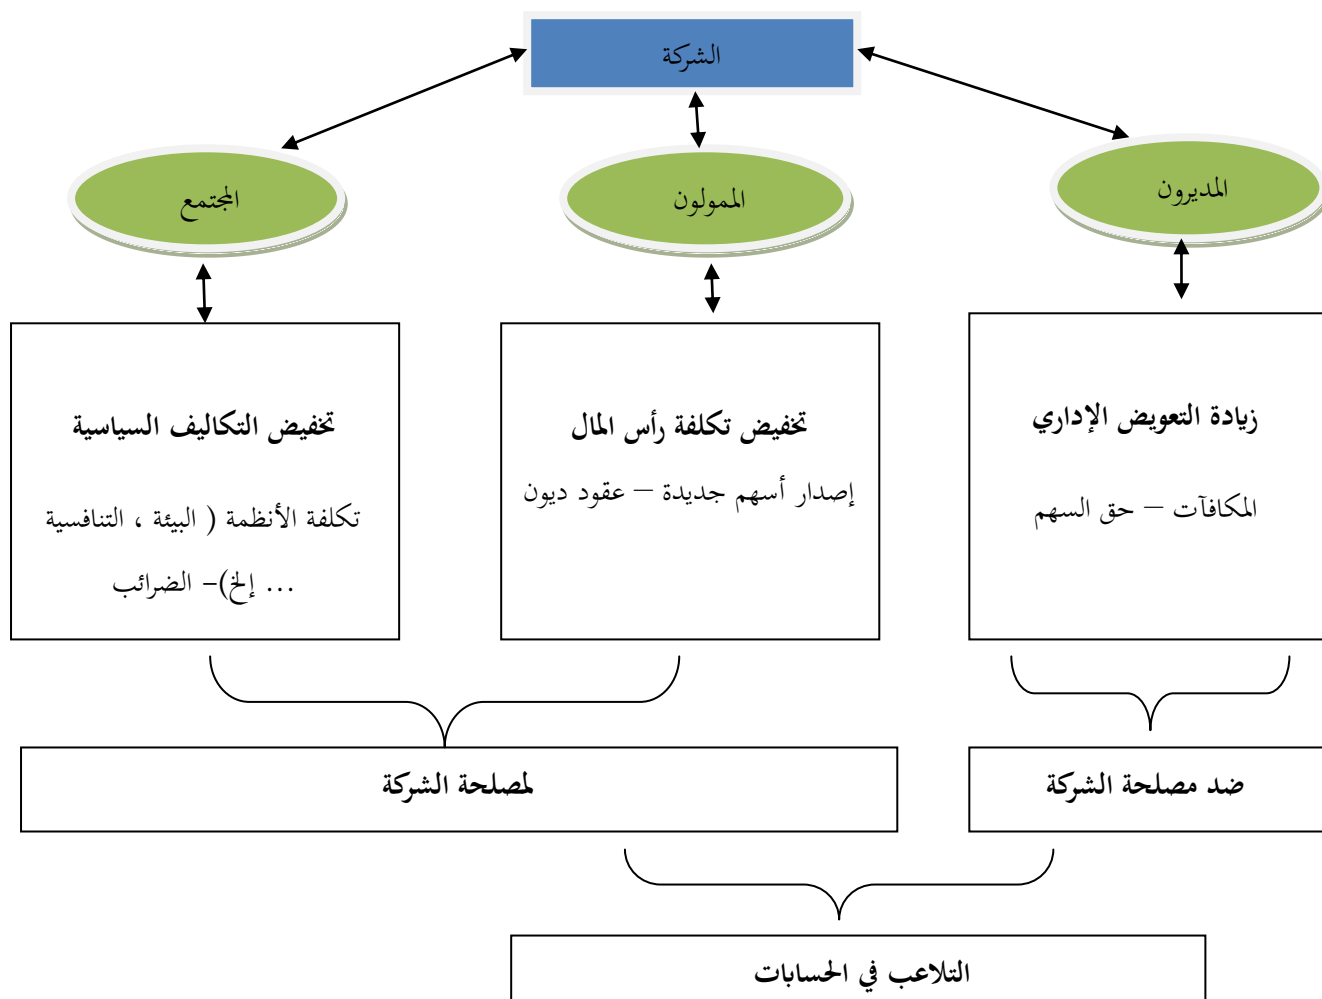 الشركة
المديرون
الممولون
المجتمع
زيادة التعويض الإداري
المكافآت – حق السهم
تخفيض تكلفة رأس المال
إصدار أسهم جديدة – عقود ديون
تخفيض التكاليف السياسية
تكلفة الأنظمة ( البيئة ، التنافسية
... إلخ)- الضرائب
ضد مصلحة الشركة
لمصلحة الشركة
التلاعب في الحسابات